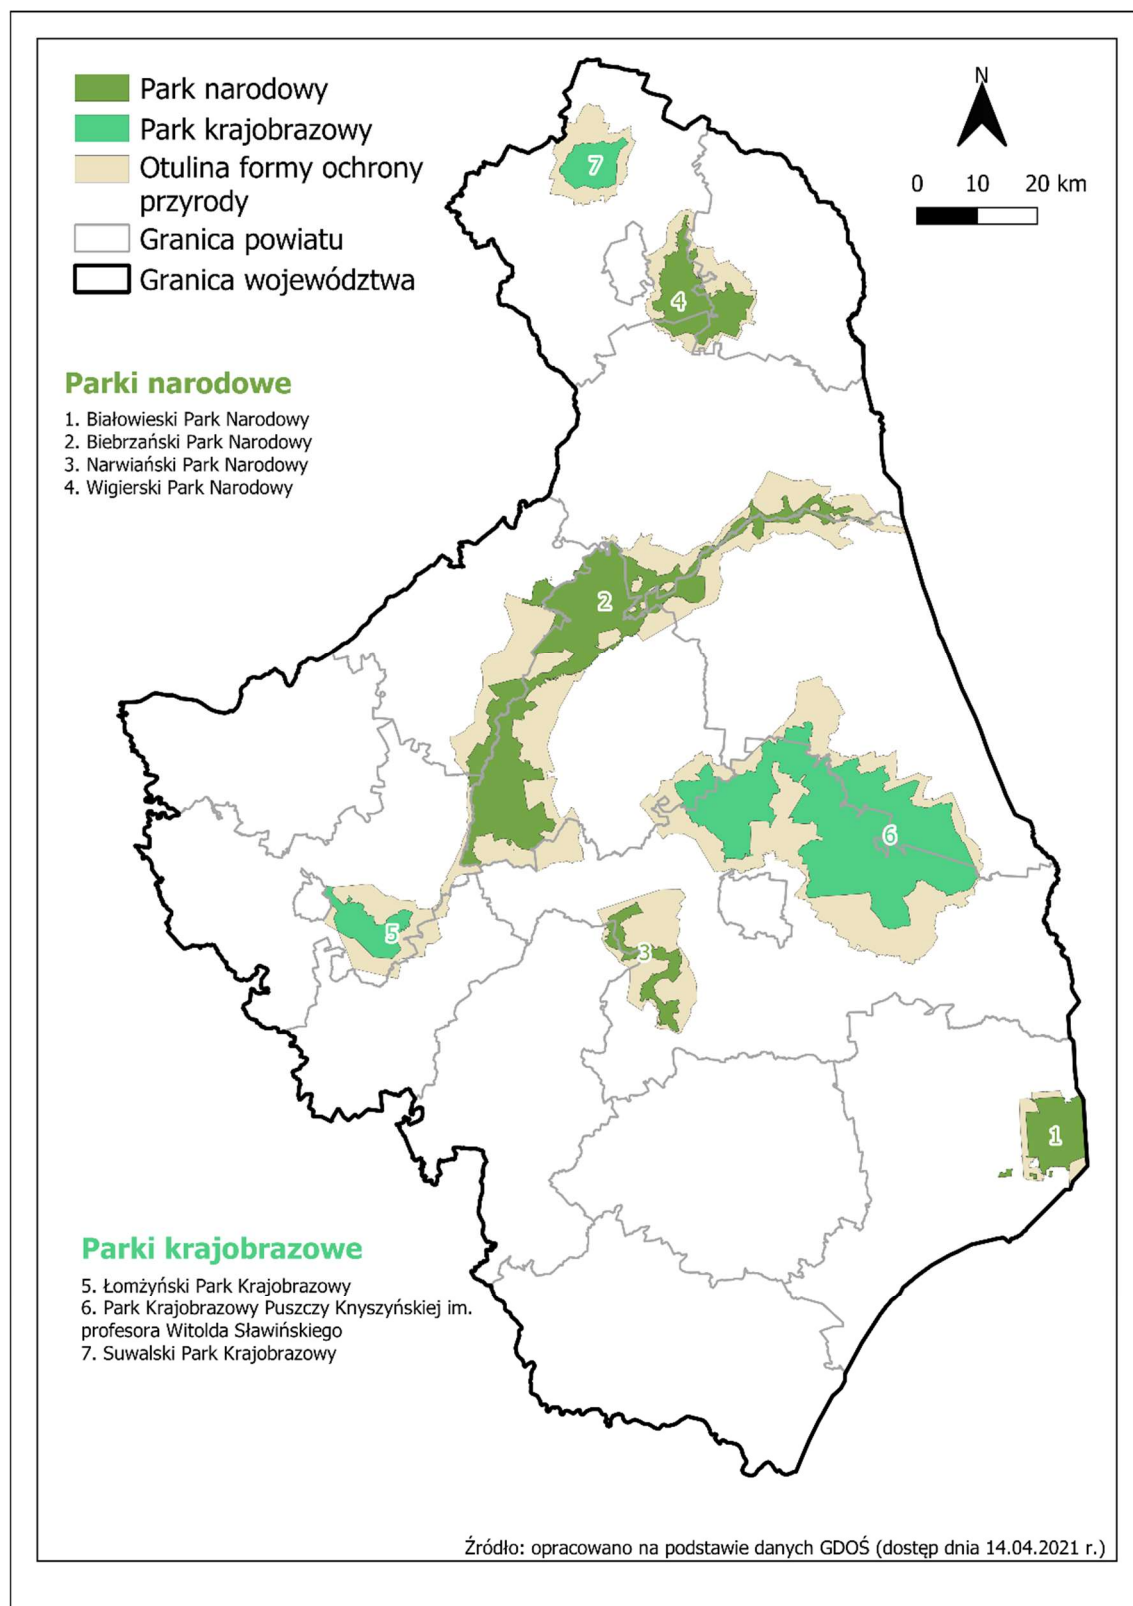 Park narodowy
Park krajobrazowy
Otulina formy ochrony
przyrody
Granica powiatu
Granica województwa
N
0 10 20 km
Parki narodowe
1. Białowieski Park Narodowy
2. Biebrzański Park Narodowy
3. Narwiański Park Narodowy
4. Wigierski Park Narodowy
7
4
2
6
5
3
1
Parki krajobrazowe
5. Łomżyński Park Krajobrazowy
6. Park Krajobrazowy Puszczy Knyszyńskiej im.
profesora Witolda Sławińskiego
7. Suwalski Park Krajobrazowy
Źródło: opracowano na podstawie danych GDOŚ (dostęp dnia 14.04.2021 r.)